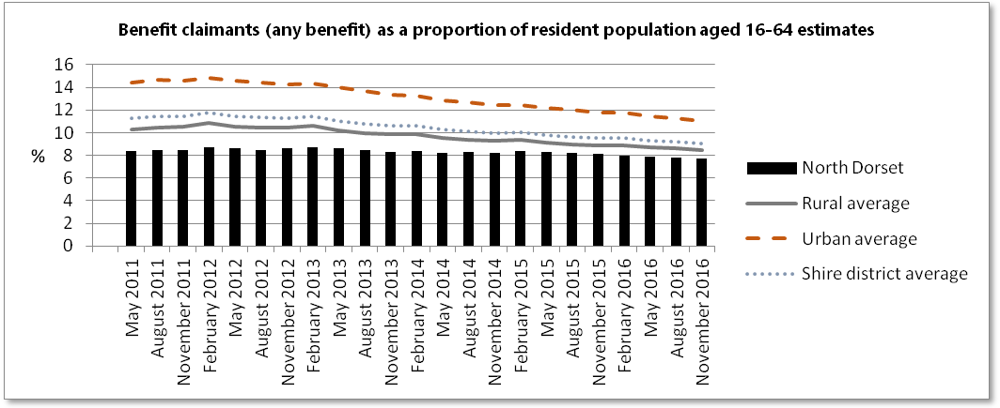 Benefit claimants (any benefit) as a proportion of resident population aged 16-64 estimates
16
14
12
10
8
6
4
2
0
%
May 2011
August 2011
November 2011
February 2012
May 2012
August 2012
November 2012
February 2013
May 2013
August 2013
November 2013
February 2014
May 2014
August 2014
November 2014
February 2015
May 2015
August 2015
November 2015
February 2016
May 2016
August 2016
November 2016
North Dorset
Rural average
Urban average
Shire district average